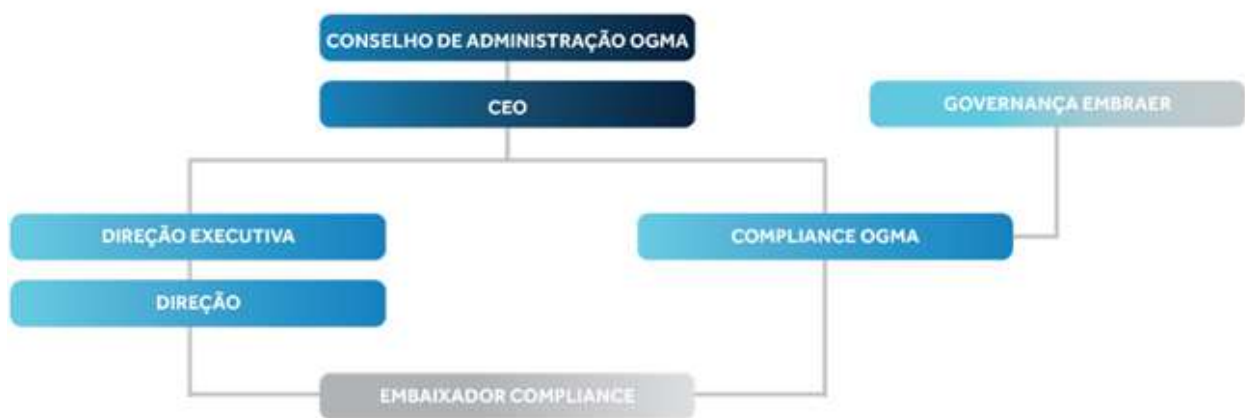 CONSELHO DE ADMINISTRAÇÃO OGMA
CEO
GOVERNANÇA EMBRAER
DIREÇÃO EXECUTIVA
COMPLIANCE OGMA
DIREÇÃO
EMBAIXADOR COMPLIANCE